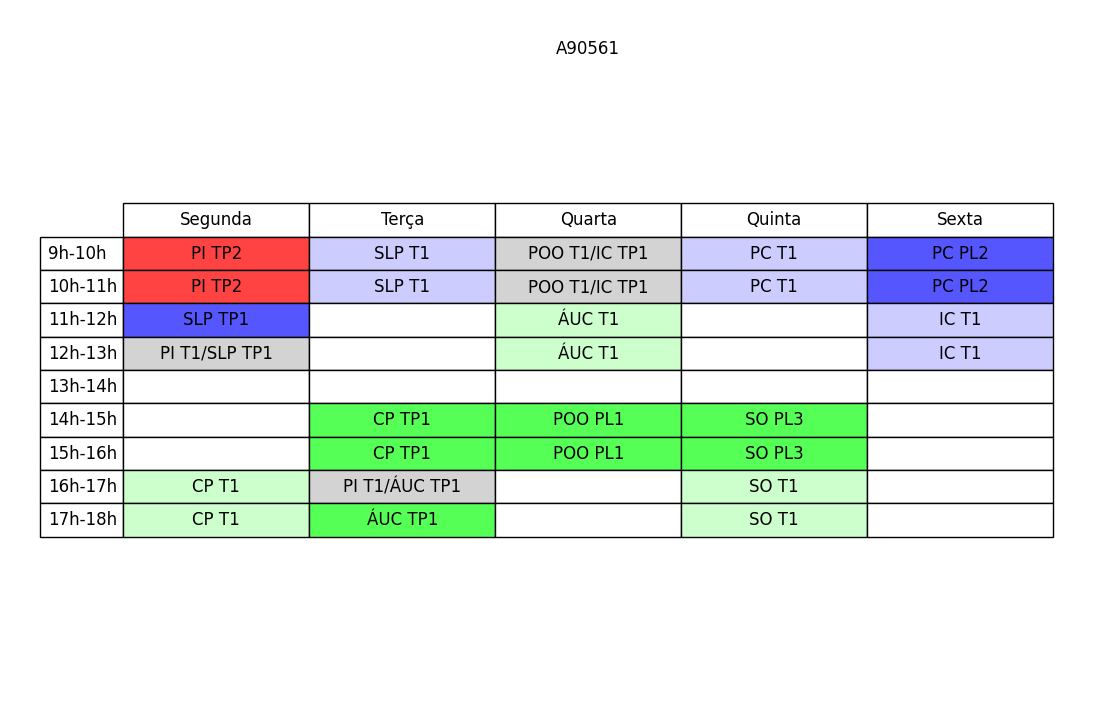 A90561
Segunda Terça Quarta Quinta Sexta
9h-10h PI TP2 SLP T1 POO T1/IC TP1 PC T1 PC PL2
10h-11h PI TP2 SLP T1 POO T1/IC TP1 PC T1 PC PL2
11h-12h SLP TP1 ÁUC T1 IC T1
12h-13h PI T1/SLP TP1 ÁUC T1 IC T1
13h-14h
14h-15h CP TP1 POO PL1 SO PL3
15h-16h CP TP1 POO PL1 SO PL3
16h-17h CP T1 PI T1/ÁUC TP1 SO T1
17h-18h CP T1 ÁUC TP1 SO T1